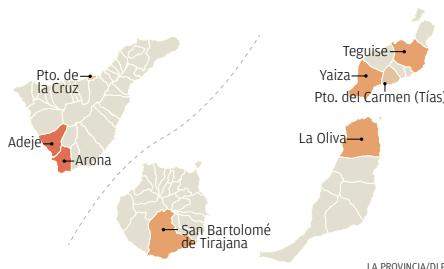 Teguise
Yaiza
Pto. del Carmen (Tías)
Pto. de
la Cruz
La Oliva
Adeje
Arona
San Bartolomé
de Tirajana
LA PROVINCIA/DLP